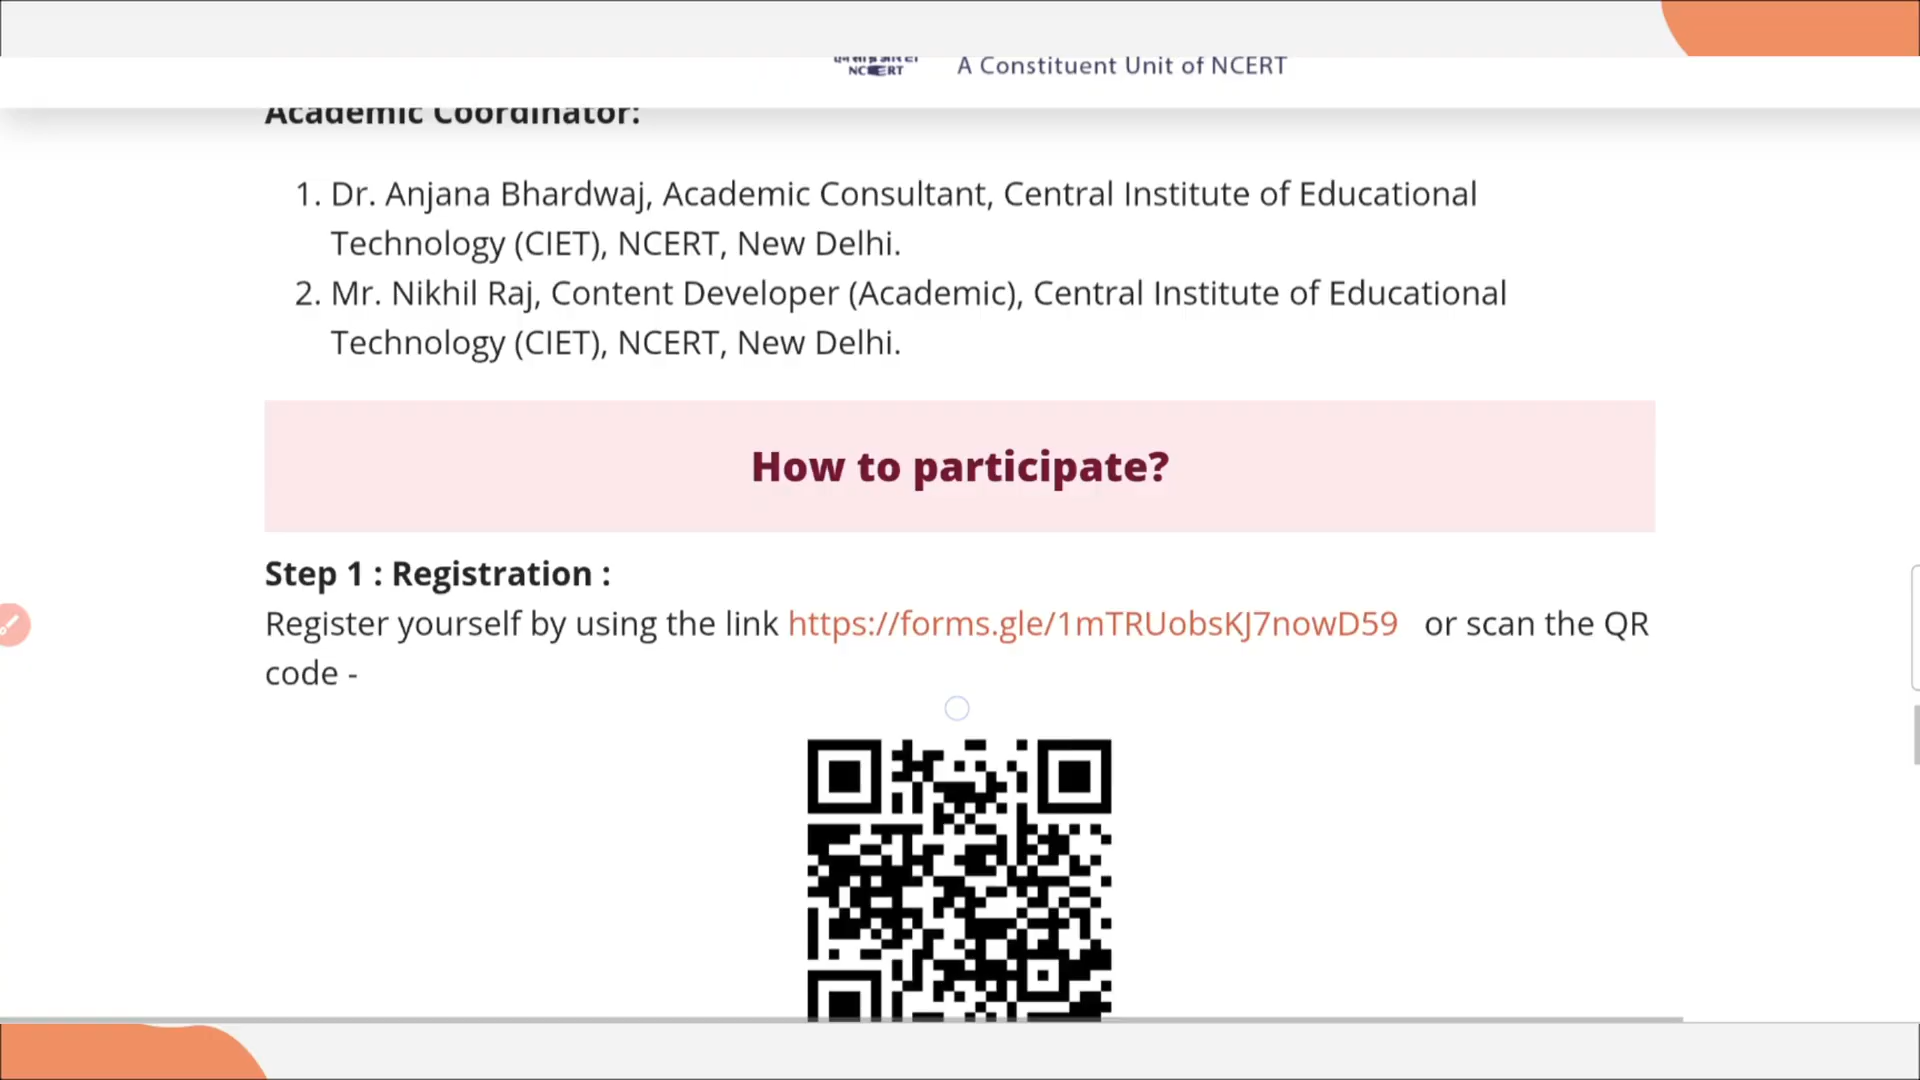 NCERT
A Constituent Unit of NCERT
Academic Coordinator:
1. Dr. Anjana Bhardwaj, Academic Consultant, Central Institute of Educational
Technology (CIET), NCERT, New Delhi.
2. Mr. Nikhil Raj, Content Developer (Academic), Central Institute of Educational
Technology (CIET), NCERT, New Delhi.
How to participate?
Step 1 : Registration :
Register yourself by using the link https://forms.gle/1mTRUobsKJ7nowD59 or scan the QR
code -